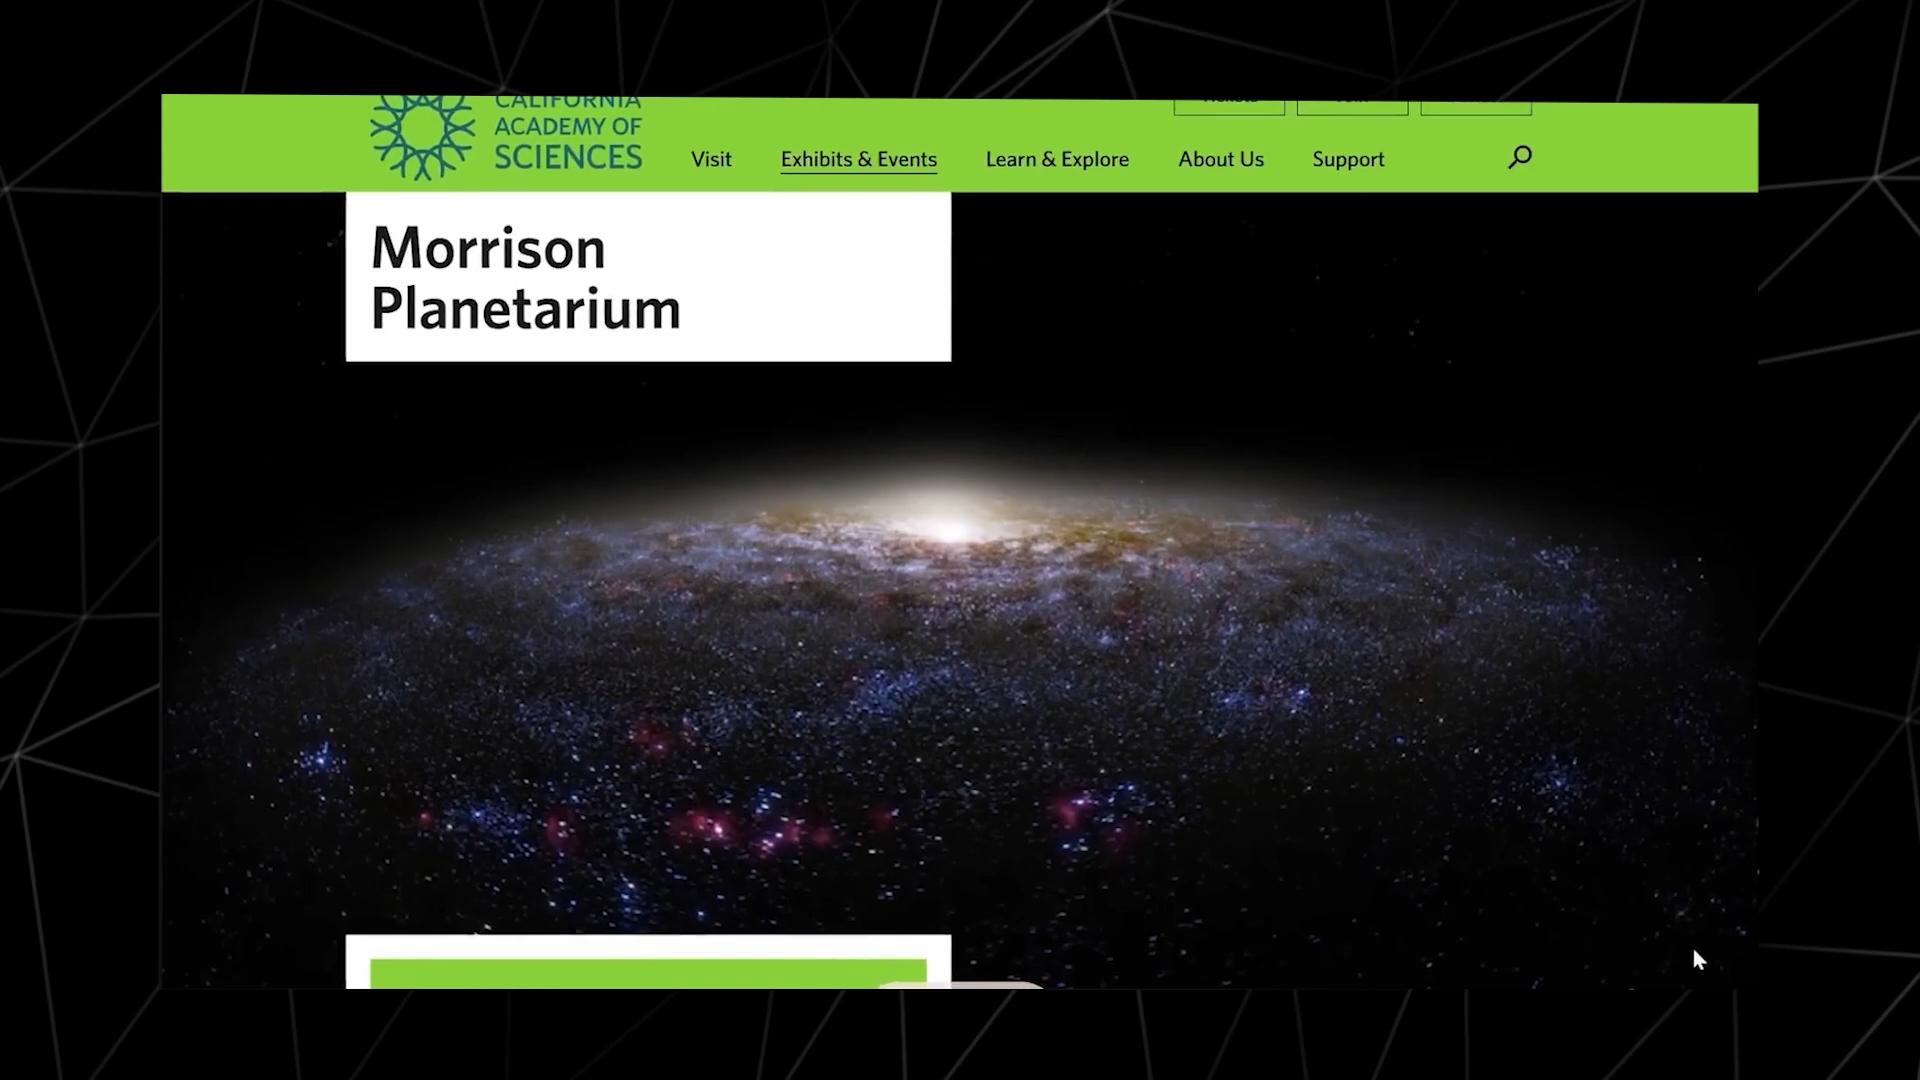 CALIFORNIA
ACADEMY OF
SCIENCES
Visit
Exhibits & Events
Learn & Explore
About Us
Support
Morrison
Planetarium